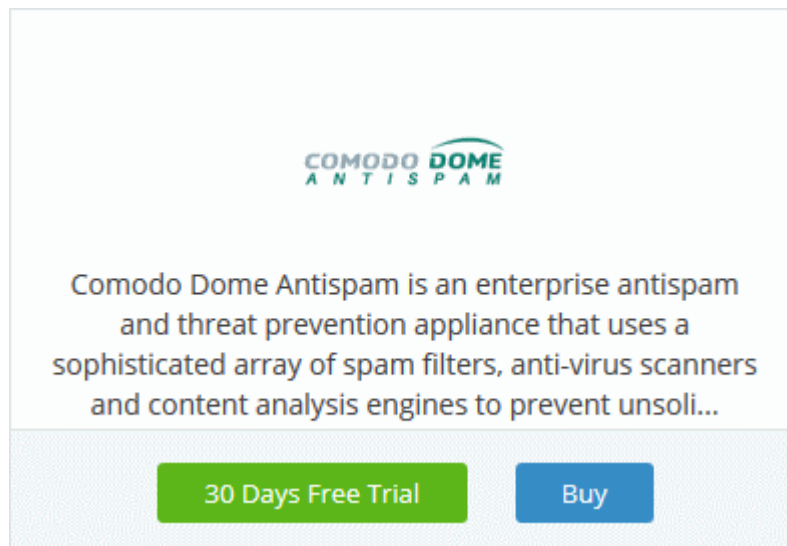 COMODO DOME
ANTISPAM
Comodo Dome Antispam is an enterprise antispam
and threat prevention appliance that uses a
sophisticated array of spam filters, anti-virus scanners
and content analysis engines to prevent unsoli...
30 Days Free Trial
Buy